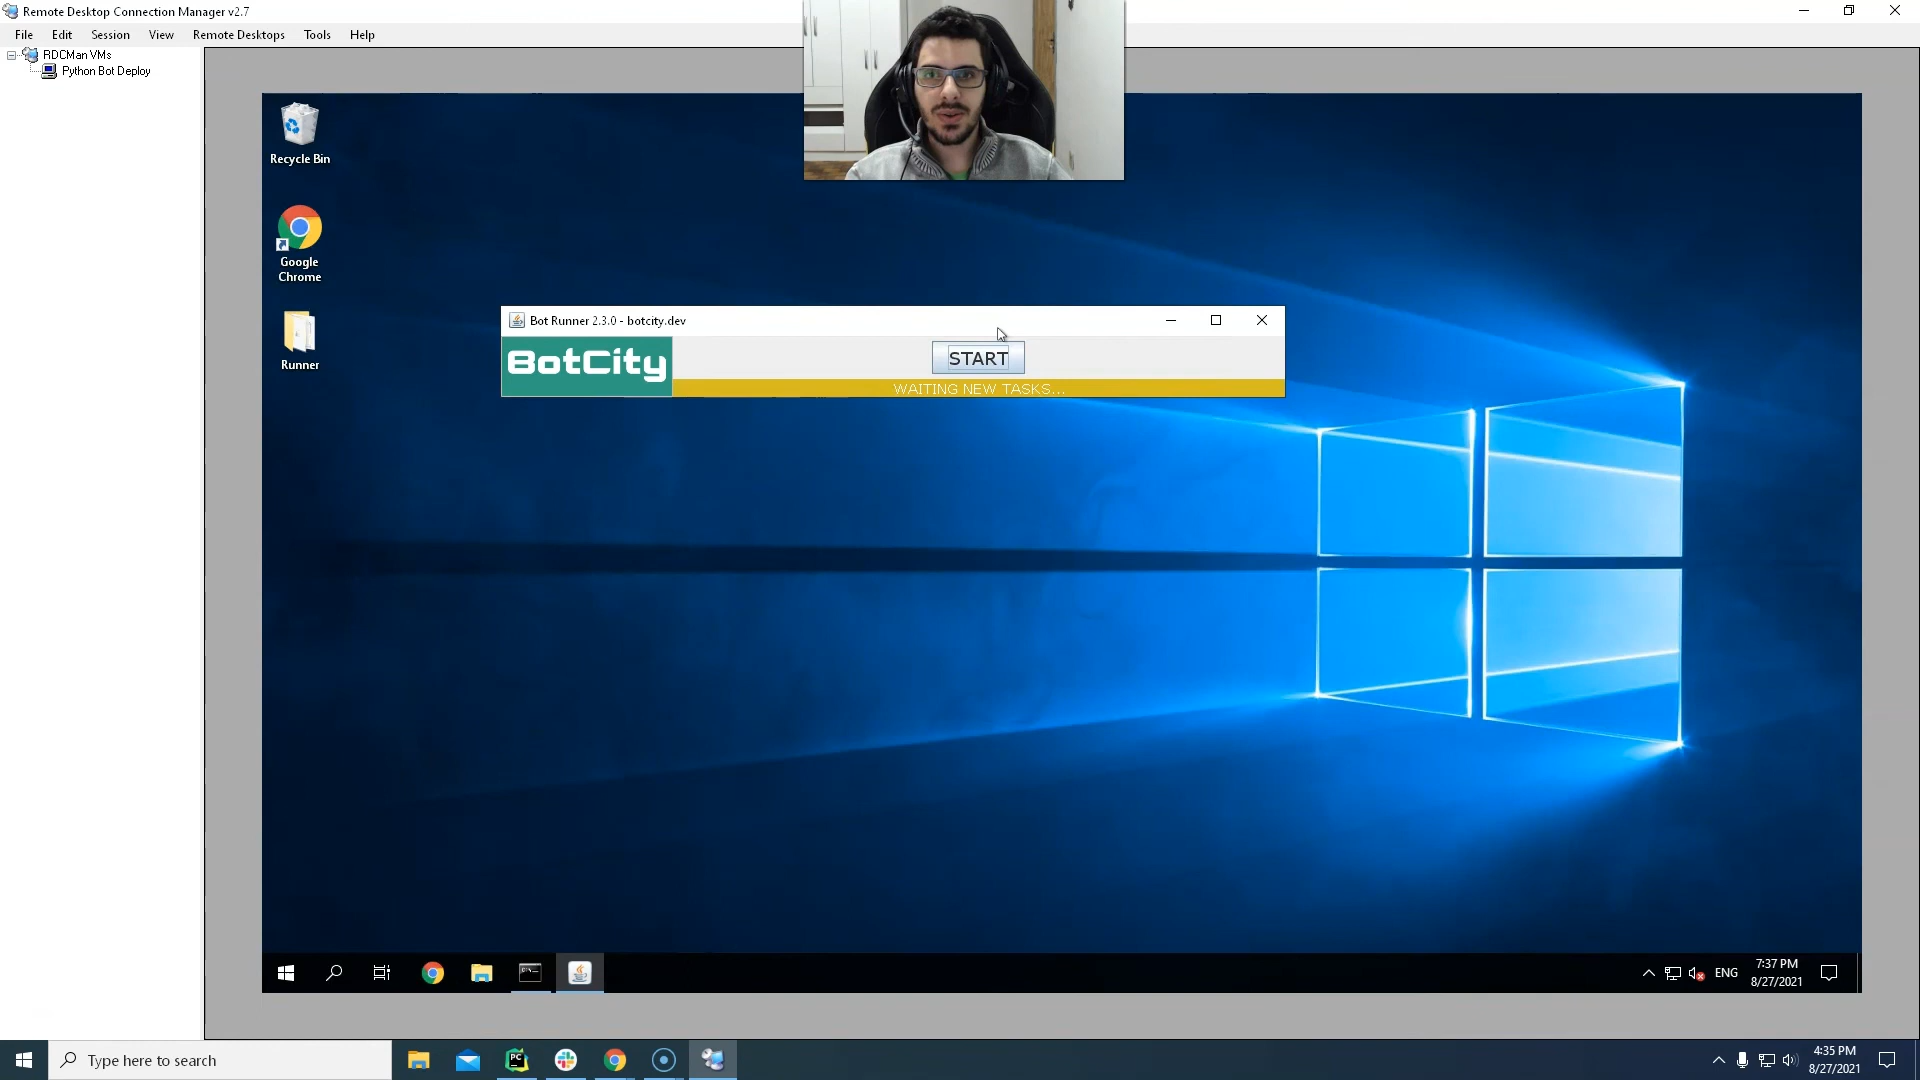 Remote Desktop Connection Manager v2.7
File Edit Session View Remote Desktops Tools Help
RDCMan VMs
Python Bot Deploy
Recycle Bin
Google
Chrome
Runner
Bot Runner 2.3.0 - botcity.dev
BotCity
START
WAITING NEW TASKS...
ENG
7:37 PM
8/27/2021
Type here to search
PC
4:35 PM
8/27/2021